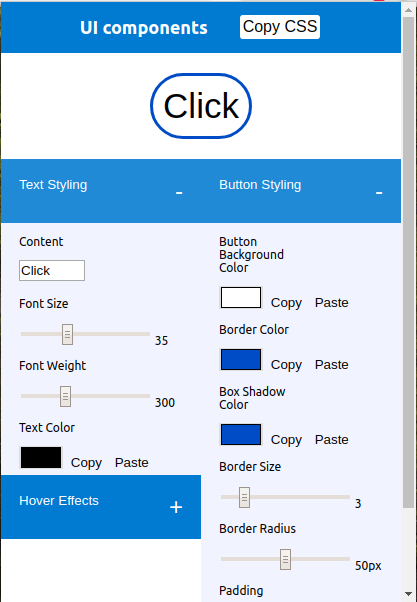 UI components
Copy CSS
Click
Text Styling
-
Content
Click
Font Size
35
Font Weight
300
Text Color
Copy Paste
Hover Effects
+
Button Styling
-
Button
Background
Color
Copy Paste
Border Color
Copy Paste
Box Shadow
Color
Copy Paste
Border Size
3
Border Radius
50px
Padding